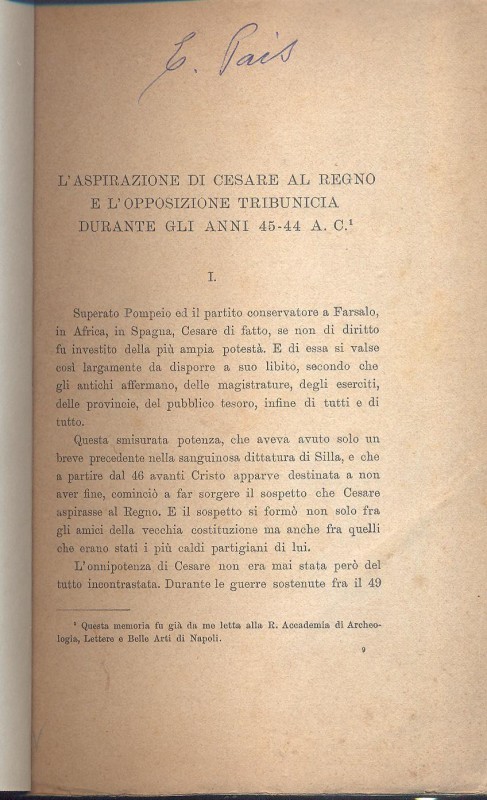 E. Pais
L'ASPIRAZIONE DI CESARE AL REGNO
E L'OPPOSIZIONE TRIBUNICIA
DURANTE GLI ANNI 45-44 A. C.¹
I.
Superato Pompeio ed il partito conservatore a Farsalo,
in Africa, in Spagna, Cesare di fatto, se non di diritto
fu investito della più ampia potestà. E di essa si valse
così largamente da disporre a suo libito, secondo che
gli antichi affermano, delle magistrature, degli eserciti,
delle provincie, del pubblico tesoro, infine di tutti e di
tutto.
Questa smisurata potenza, che aveva avuto solo un
breve precedente nella sanguinosa dittatura di Silla, e che
a partire dal 46 avanti Cristo apparve destinata a non
aver fine, cominciò a far sorgere il sospetto che Cesare
aspirasse al Regno. E il sospetto si formò non solo fra
gli amici della vecchia costituzione ma anche fra quelli
che erano stati i più caldi partigiani di lui.
L'onnipotenza di Cesare non era mai stata però del
tutto incontrastata. Durante le guerre sostenute fra il 49
¹ Questa memoria fu già da me letta alla R. Accademia di Archeo-
logia, Lettere e Belle Arti di Napoli.
9